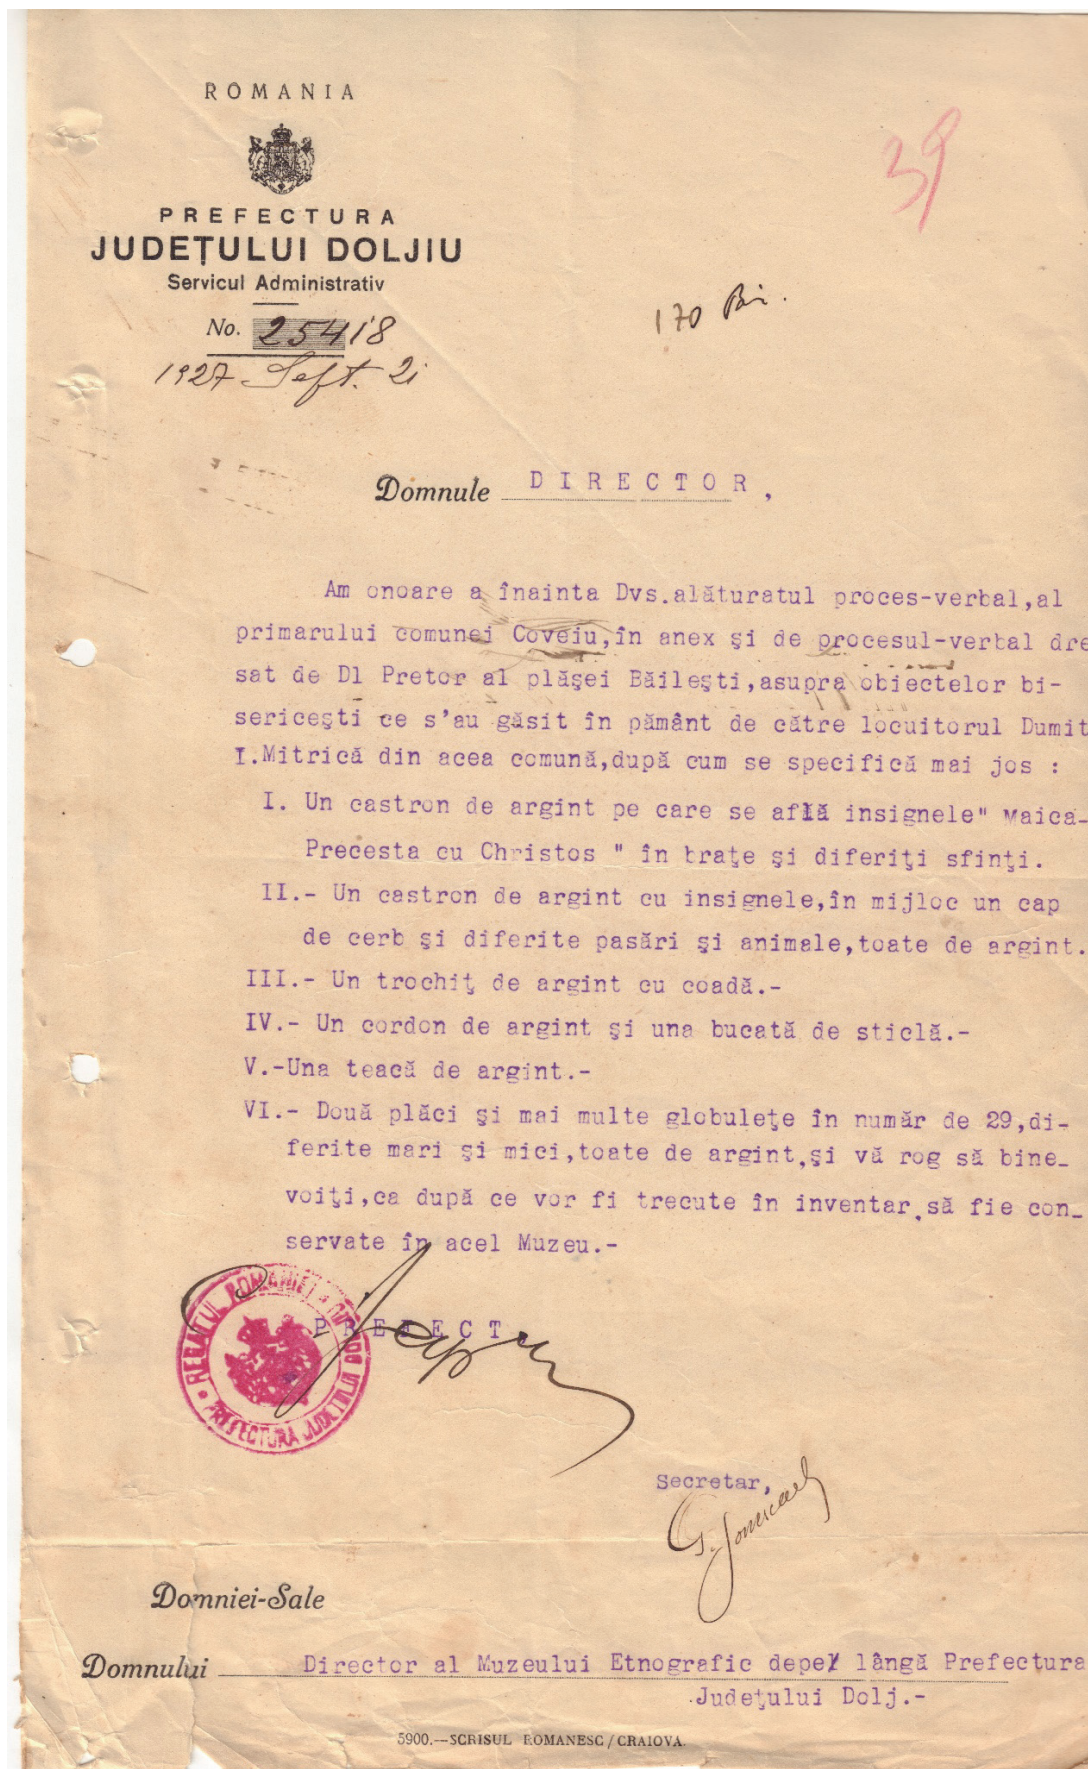 ROMANIA
39
PREFECTURA
JUDEȚULUI DOLJIU
Servicul Administrativ
No. 25418
170
1927 Sept. 21
Domnule DIRECTOR,
Am onoare a înainta Dvs.alăturatul proces-verbal,al
primarului comunei Coveiu,în anex şi de procesul-verbal dre
sat de Dl Pretor al plăşei Băileşti,asupra obiectelor bi-
sericeşti ce s'au găsit în pământ de către locuitorul Dumit
I.Mitrică din acea comună,după cum se specifică mai jos :
I. Un castron de argint pe care se află insignele" Maica-
Precesta cu Christos " în braţe şi diferiţi sfinţi.
II.- Un castron de argint cu insignele,în mijloc un cap
de cerb şi diferite pasări şi animale,toate de argint.
III.- Un trochiţ de argint cu coadă.-
IV.- Un cordon de argint şi una bucată de sticlă.-
V.-Una teacă de argint.-
VI.- Două plăci şi mai multe globuleţe în număr de 29,di-
ferite mari şi mici,toate de argint,şi vă rog să bine-
voiţi,ca după ce vor fi trecute în inventar,să fie con-
servate în acel Muzeu.-
REGATUL ROMANIEI
PREFECTURA JUDEȚULUI DO
PREFECT
Secretar,
Domniei-Sale
Domnului Director al Muzeului Etnografic depe lângă Prefectura
Judeţului Dolj.-
5900.—SCRISUL ROMANESC/CRAIOVA.